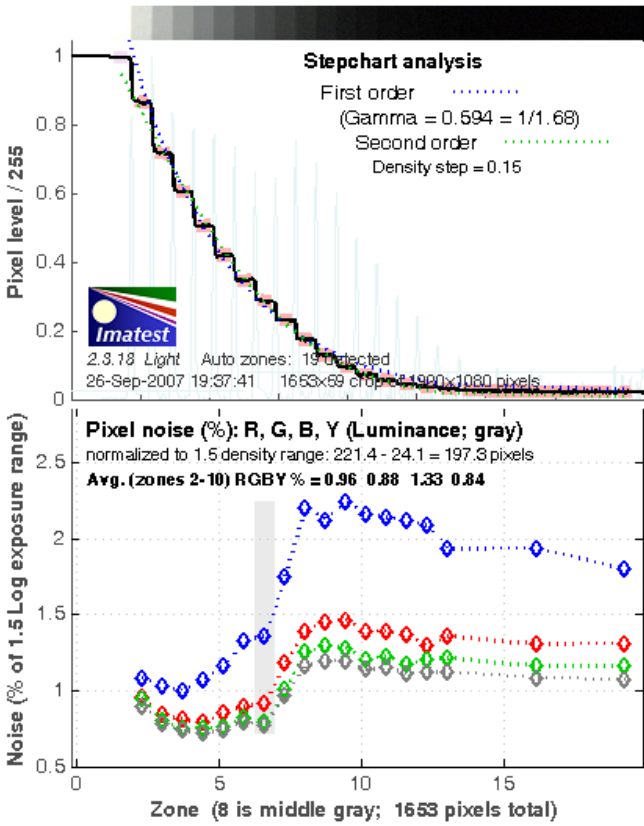 Stepchart analysis
First order
(Gamma = 0.594 = 1/1.68)
Second order
Density step = 0.15
1
0.8
0.6
0.4
0.2
0
Pixel level / 255
Imatest
2.3.18 Light Auto zones: 19 detected
26-Sep-2007 19:37:41 1653x59 crop of 1900x1080 pixels
Pixel noise (%): R, G, B, Y (Luminance; gray)
normalized to 1.5 density range: 221.4 - 24.1 = 197.3 pixels
Avg. (zones 2-10) RGBY % = 0.96 0.88 1.33 0.84
2.5
2
1.5
1
0.5
Noise (% of 1.5 Log exposure range)
0 5 10 15
Zone (8 is middle gray; 1653 pixels total)